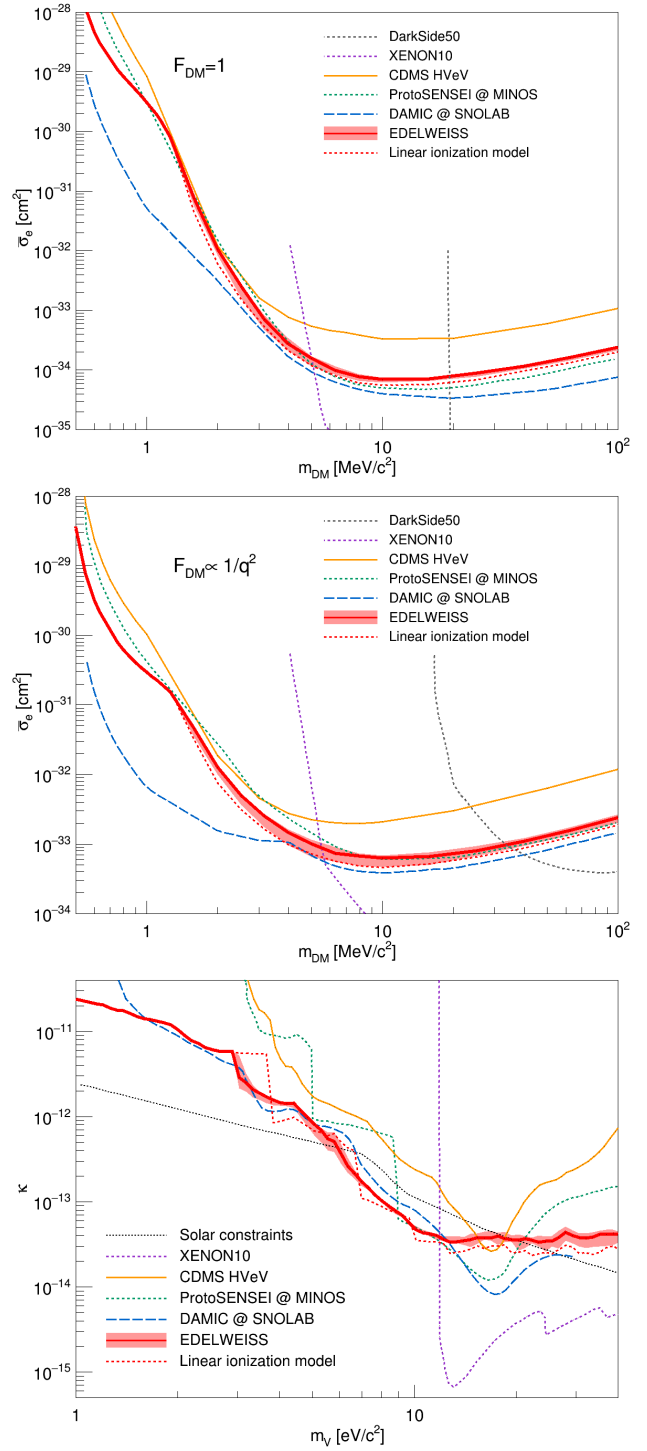 10−28
10−29
10−30
10−31
10−32
10−33
10−34
10−35
σ̅e [cm2]
FDM=1
DarkSide50
XENON10
CDMS HVeV
ProtoSENSEI @ MINOS
DAMIC @ SNOLAB
EDELWEISS
Linear ionization model
1 10 102
mDM [MeV/c2]
10−28
10−29
10−30
10−31
10−32
10−33
10−34
σ̅e [cm2]
FDM∝ 1/q2
DarkSide50
XENON10
CDMS HVeV
ProtoSENSEI @ MINOS
DAMIC @ SNOLAB
EDELWEISS
Linear ionization model
1 10 102
mDM [MeV/c2]
10−11
10−12
10−13
10−14
10−15
κ
Solar constraints
XENON10
CDMS HVeV
ProtoSENSEI @ MINOS
DAMIC @ SNOLAB
EDELWEISS
Linear ionization model
1 10
mV [eV/c2]